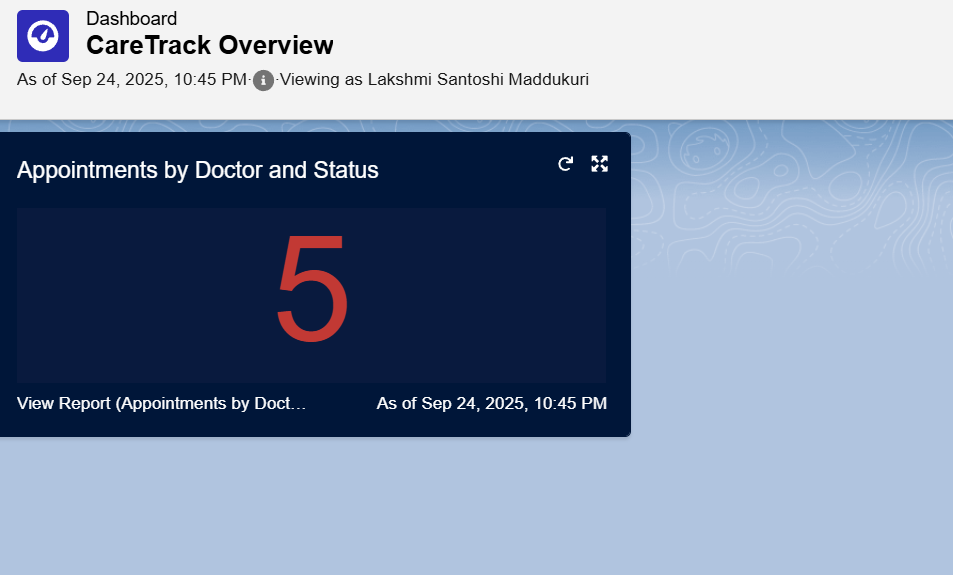 Dashboard
CareTrack Overview
As of Sep 24, 2025, 10:45 PM·i·Viewing as Lakshmi Santoshi Maddukuri
Appointments by Doctor and Status
5
View Report (Appointments by Doct… As of Sep 24, 2025, 10:45 PM